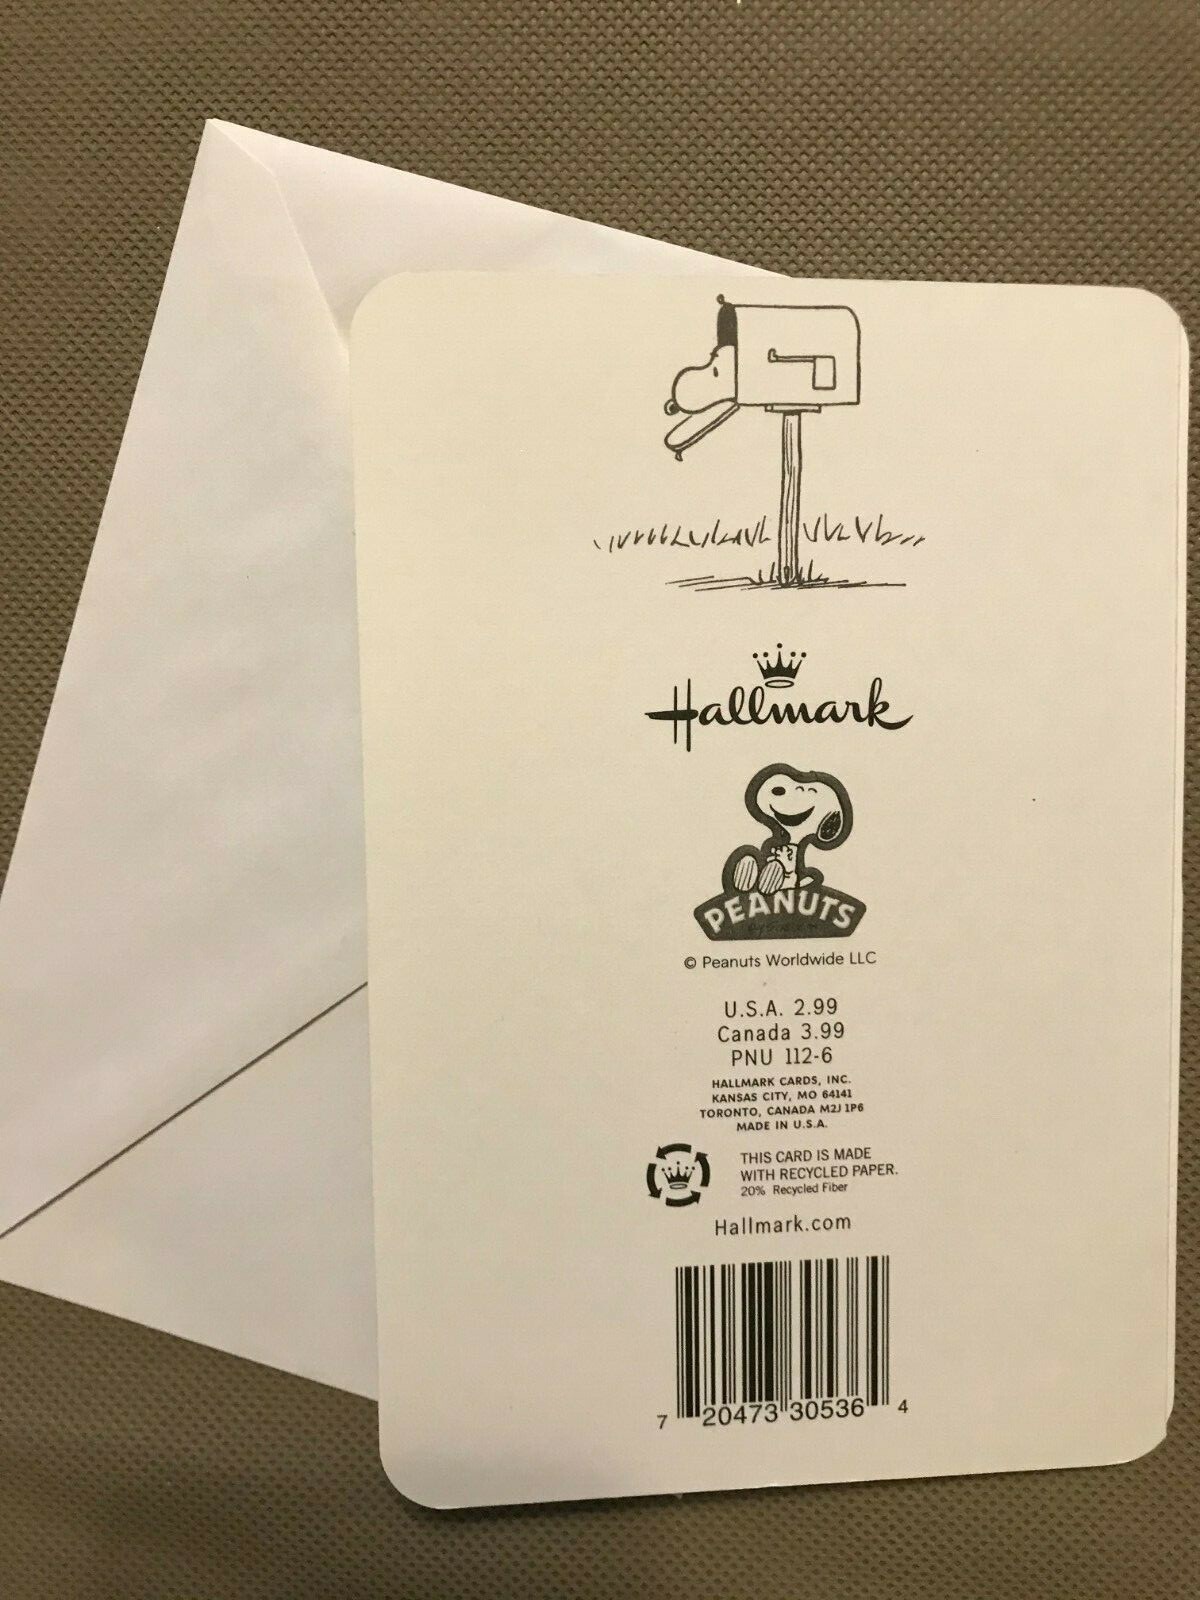 Hallmark
PEANUTS
© Peanuts Worldwide LLC
U.S.A. 2.99
Canada 3.99
PNU 112-6
HALLMARK CARDS, INC.
KANSAS CITY, MO 64141
TORONTO, CANADA M2J 1P6
MADE IN U.S.A.
THIS CARD IS MADE
WITH RECYCLED PAPER.
20% Recycled Fiber
Hallmark.com
7 20473 30536 4